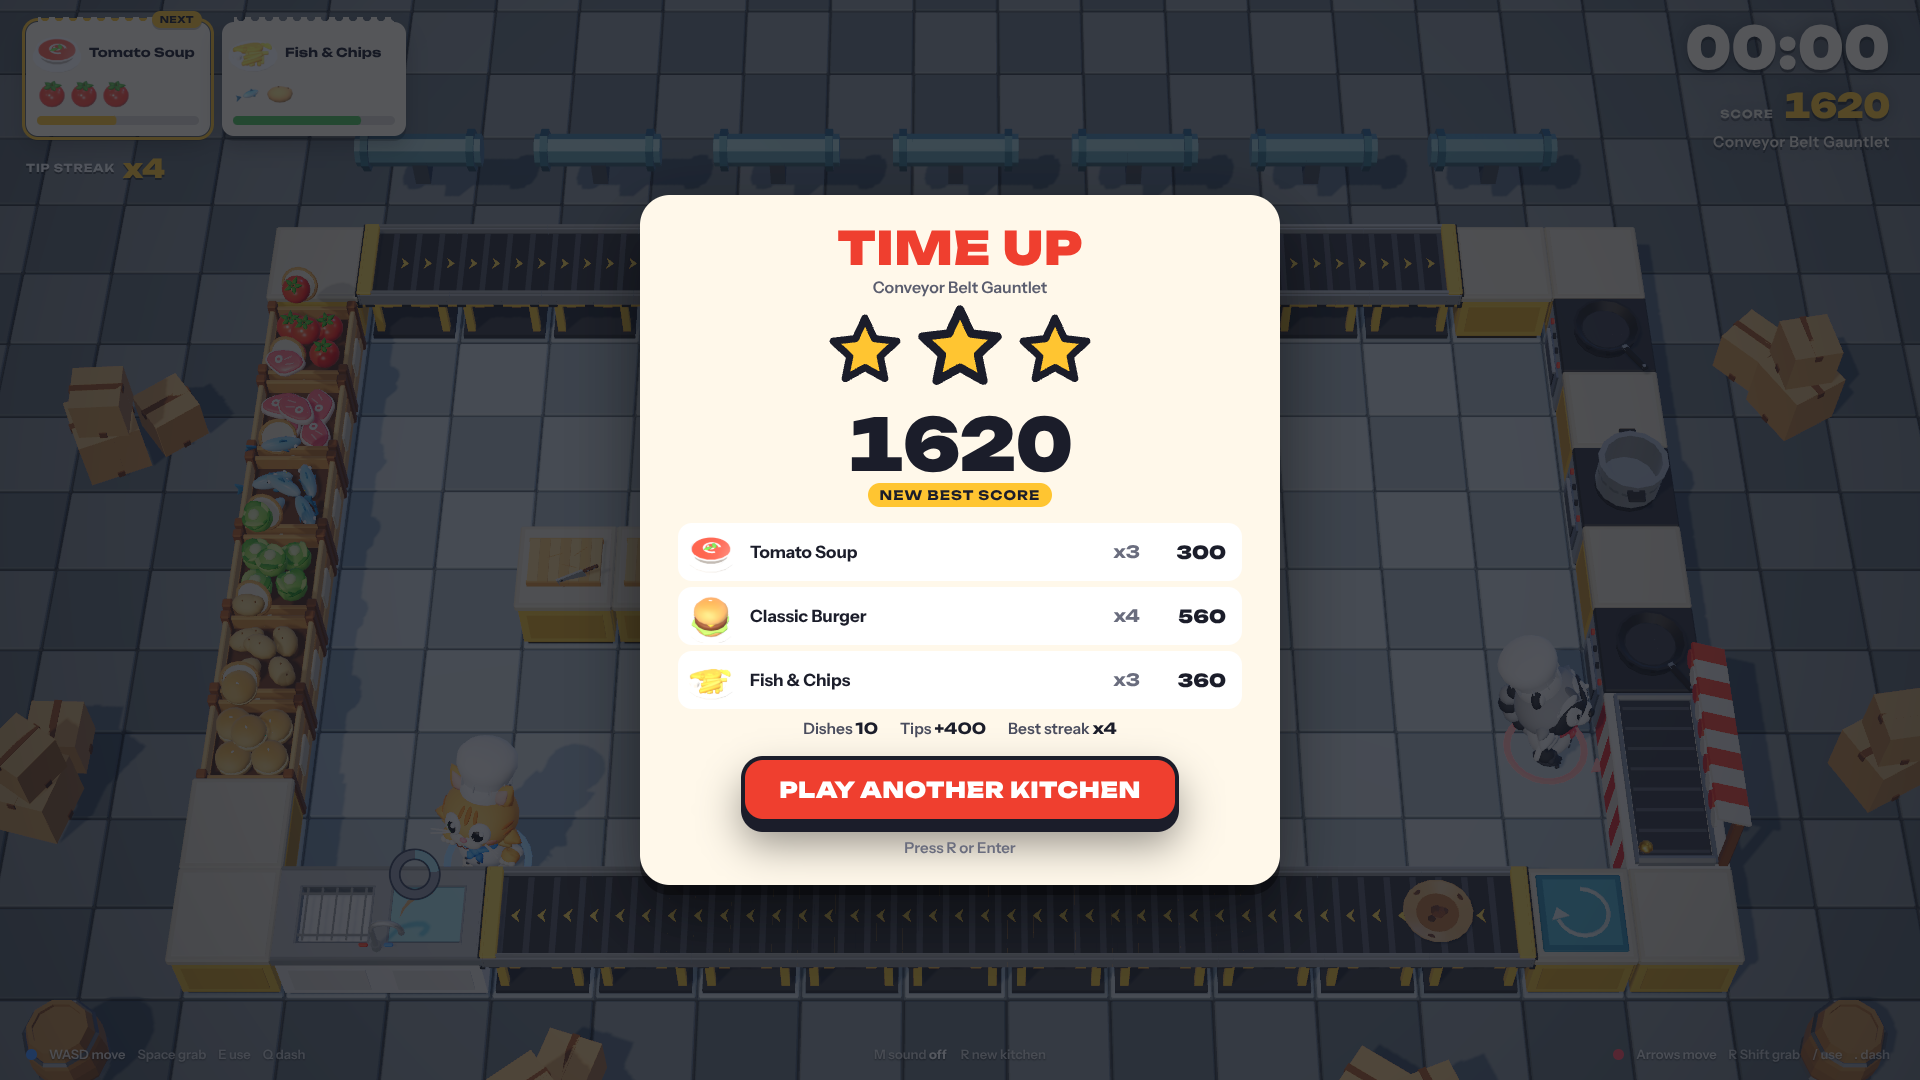 NEXT
Tomato Soup
Fish & Chips
TIP STREAK x4
00:00
SCORE 1620
Conveyor Belt Gauntlet
TIME UP
Conveyor Belt Gauntlet
1620
NEW BEST SCORE
Tomato Soup x3 300
Classic Burger x4 560
Fish & Chips x3 360
Dishes 10 Tips +400 Best streak x4
PLAY ANOTHER KITCHEN
Press R or Enter
WASD move Space grab E use Q dash
M sound off R new kitchen
Arrows move R Shift grab / use . dash